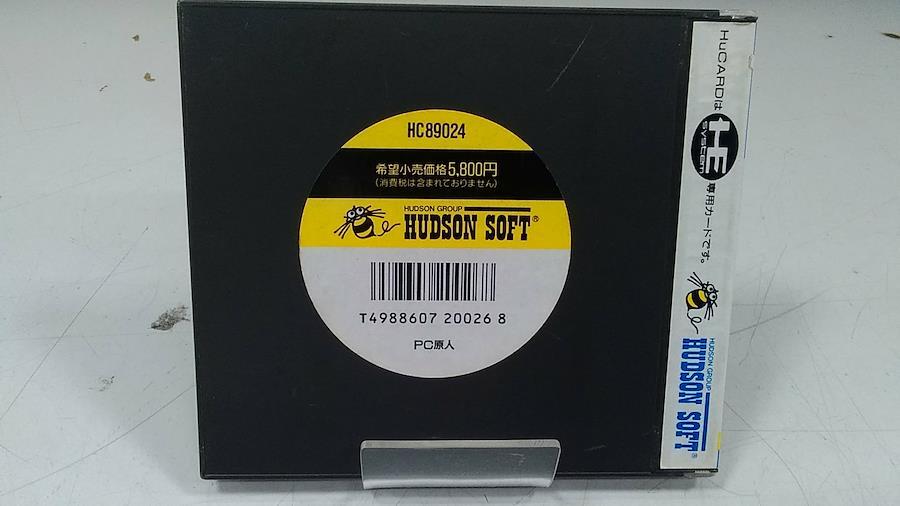 HC89024
希望小売価格5,800円
(消費税は含まれておりません)
HUDSON GROUP
HUDSON SOFT®
T4988607 20026 8
PC原人
HuCARDは
HE
SYSTEM
専用カードです。
HUDSON GROUP
HUDSON SOFT®